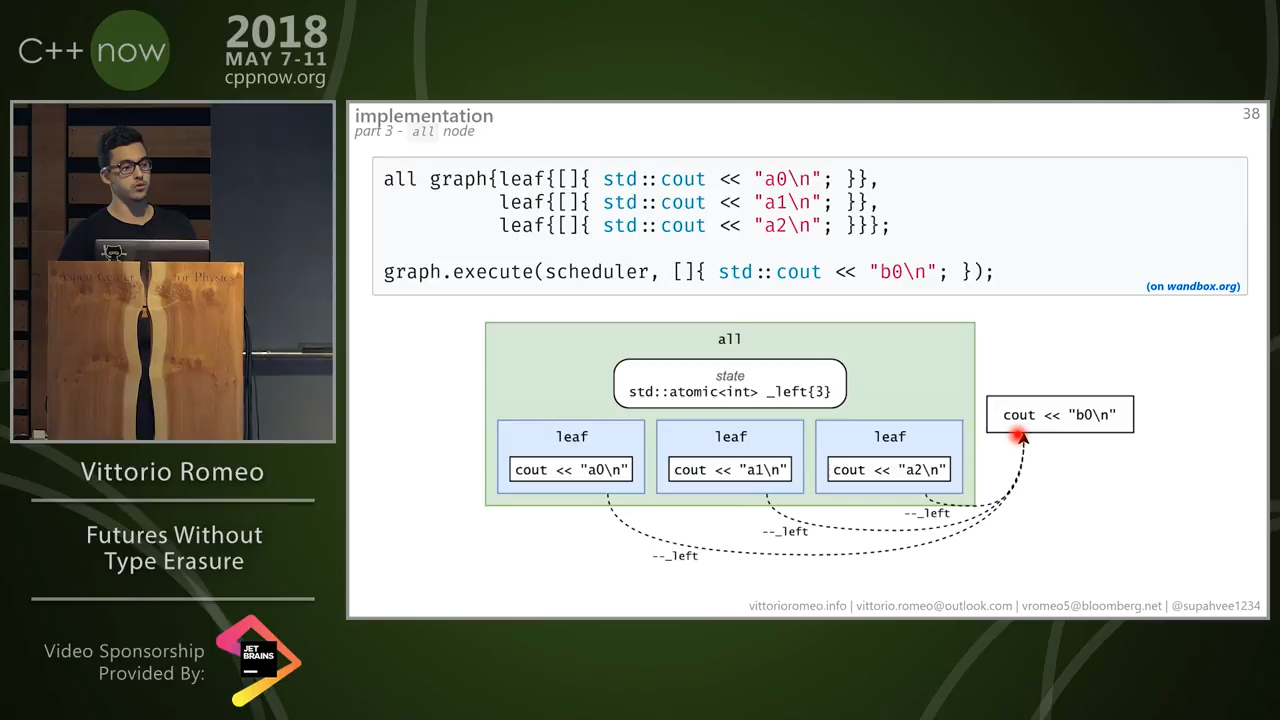 C++ now
2018
MAY 7-11
cppnow.org
Aspen Center for Physics
Vittorio Romeo
Futures Without
Type Erasure
Video Sponsorship
Provided By:
JET
BRAINS
implementation
38
part 3 - all node
all graph{leaf{[]{ std::cout << "a0\n"; }},
leaf{[]{ std::cout << "a1\n"; }},
leaf{[]{ std::cout << "a2\n"; }}};
graph.execute(scheduler, []{ std::cout << "b0\n"; });
(on wandbox.org)
all
state
std::atomic<int> _left{3}
leaf
leaf
leaf
cout << "a0\n"
cout << "a1\n"
cout << "a2\n"
cout << "b0\n"
--_left
--_left
--_left
vittorioromeo.info | vittorio.romeo@outlook.com | vromeo5@bloomberg.net | @supahvee1234